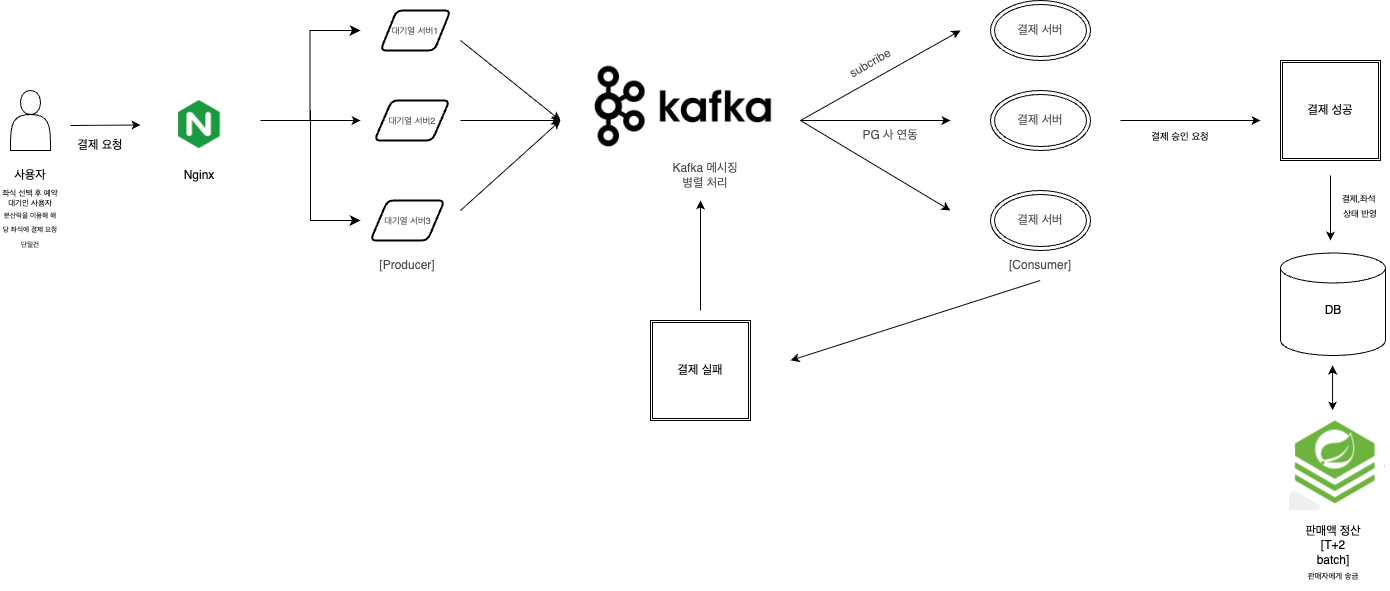 대기열 서버1
대기열 서버2
대기열 서버3
[Producer]
결제 요청
사용자
좌석 선택 후 예약
대기인 사용자
분산락을 이용해 해
당 좌석에 결제 요청
단일건
N
Nginx
kafka
Kafka 메시징
병렬 처리
subcribe
PG 사 연동
결제 서버
결제 서버
결제 서버
[Consumer]
결제 실패
결제 승인 요청
결제 성공
결제,좌석
상태 반영
DB
판매액 정산
[T+2
batch]
판매자에게 송금